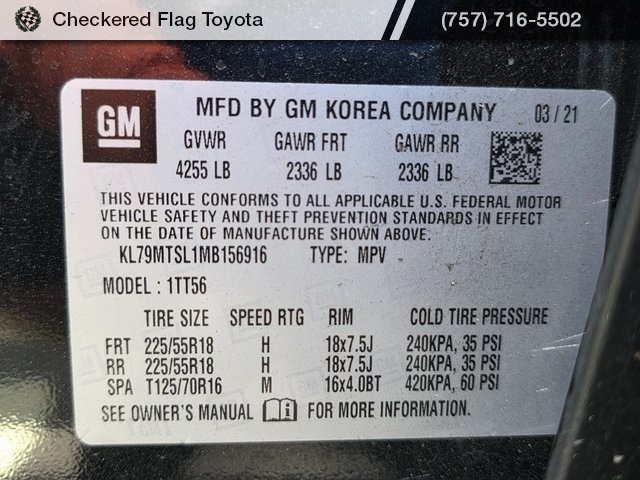 Checkered Flag Toyota
(757) 716-5502
GM
MFD BY GM KOREA COMPANY 03 / 21
GVWR GAWR FRT GAWR RR
4255 LB 2336 LB 2336 LB
THIS VEHICLE CONFORMS TO ALL APPLICABLE U.S. FEDERAL MOTOR
VEHICLE SAFETY AND THEFT PREVENTION STANDARDS IN EFFECT
ON THE DATE OF MANUFACTURE SHOWN ABOVE.
KL79MTSL1MB156916 TYPE: MPV
MODEL : 1TT56
TIRE SIZE SPEED RTG RIM COLD TIRE PRESSURE
FRT 225/55R18 H 18x7.5J 240KPA, 35 PSI
RR 225/55R18 H 18x7.5J 240KPA, 35 PSI
SPA T125/70R16 M 16x4.0BT 420KPA, 60 PSI
SEE OWNER'S MANUAL FOR MORE INFORMATION.